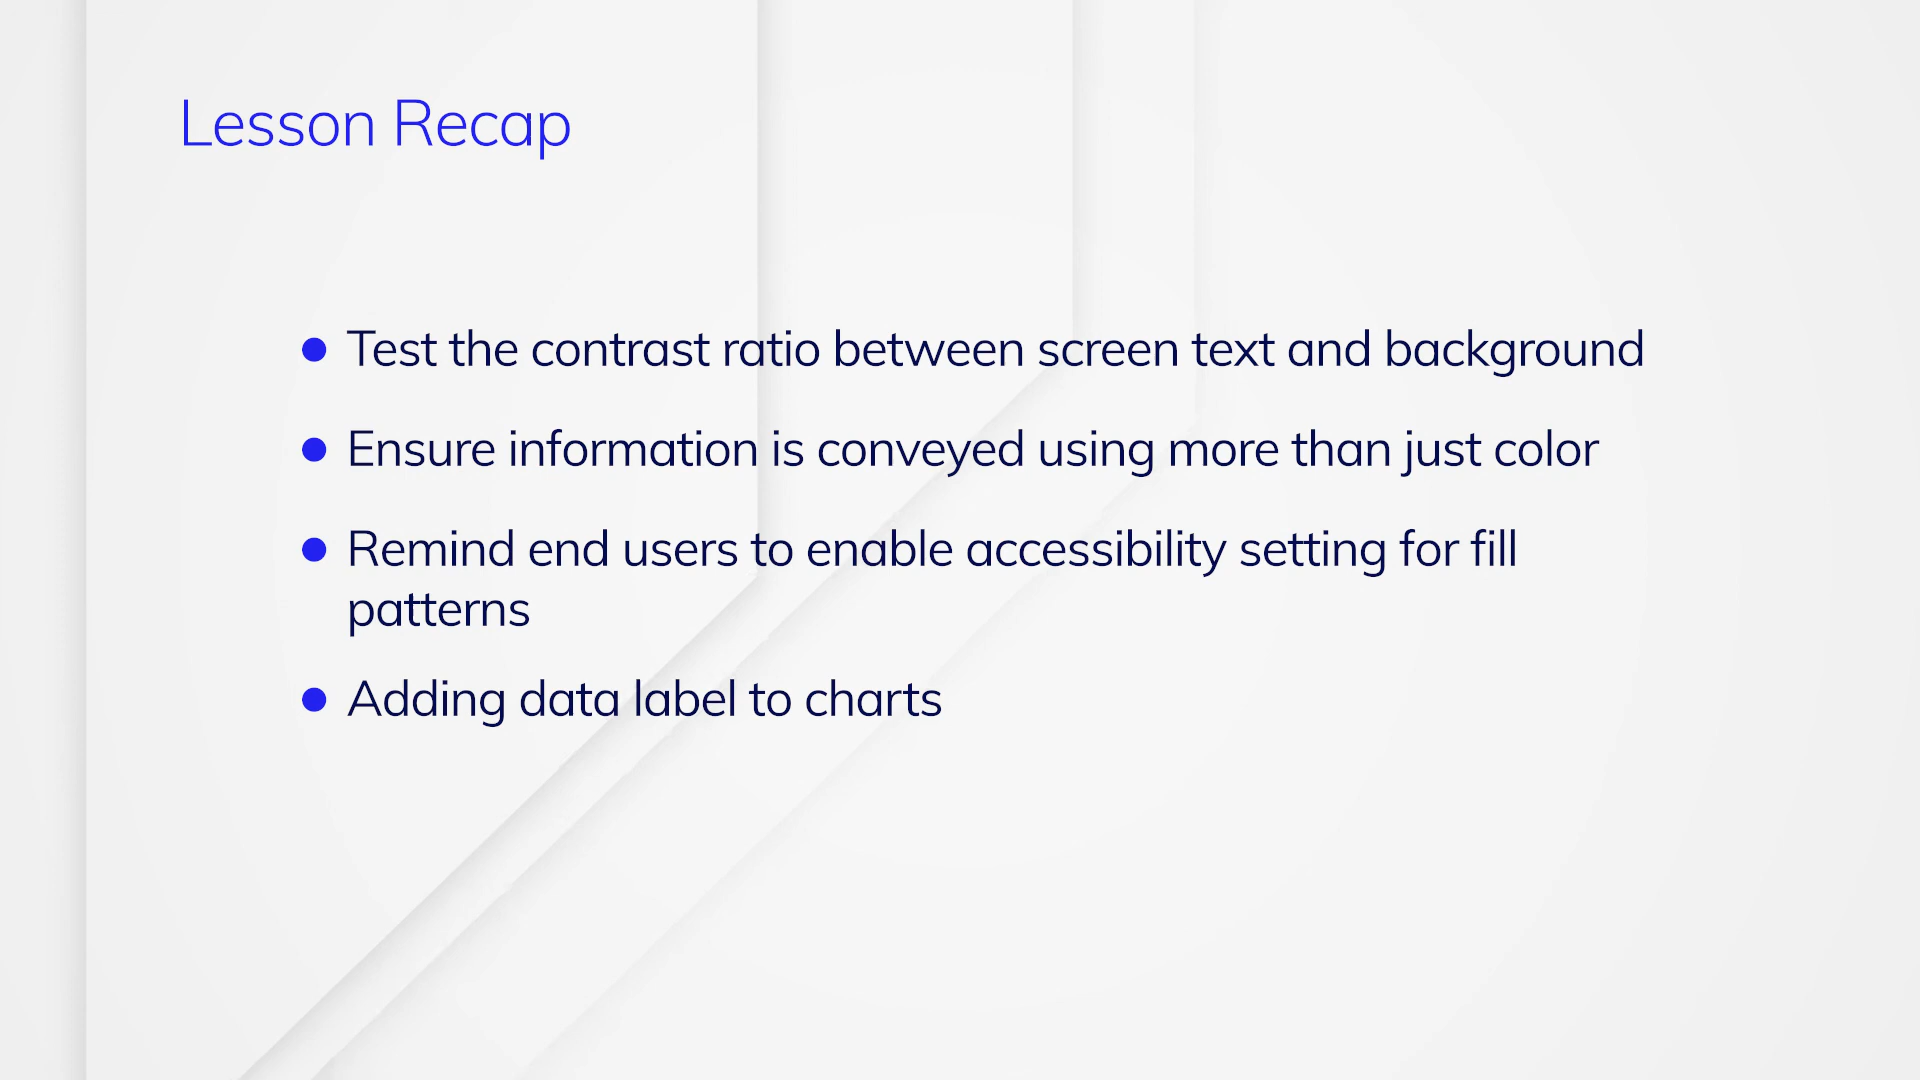 Lesson Recap
● Test the contrast ratio between screen text and background
● Ensure information is conveyed using more than just color
● Remind end users to enable accessibility setting for fill
patterns
● Adding data label to charts